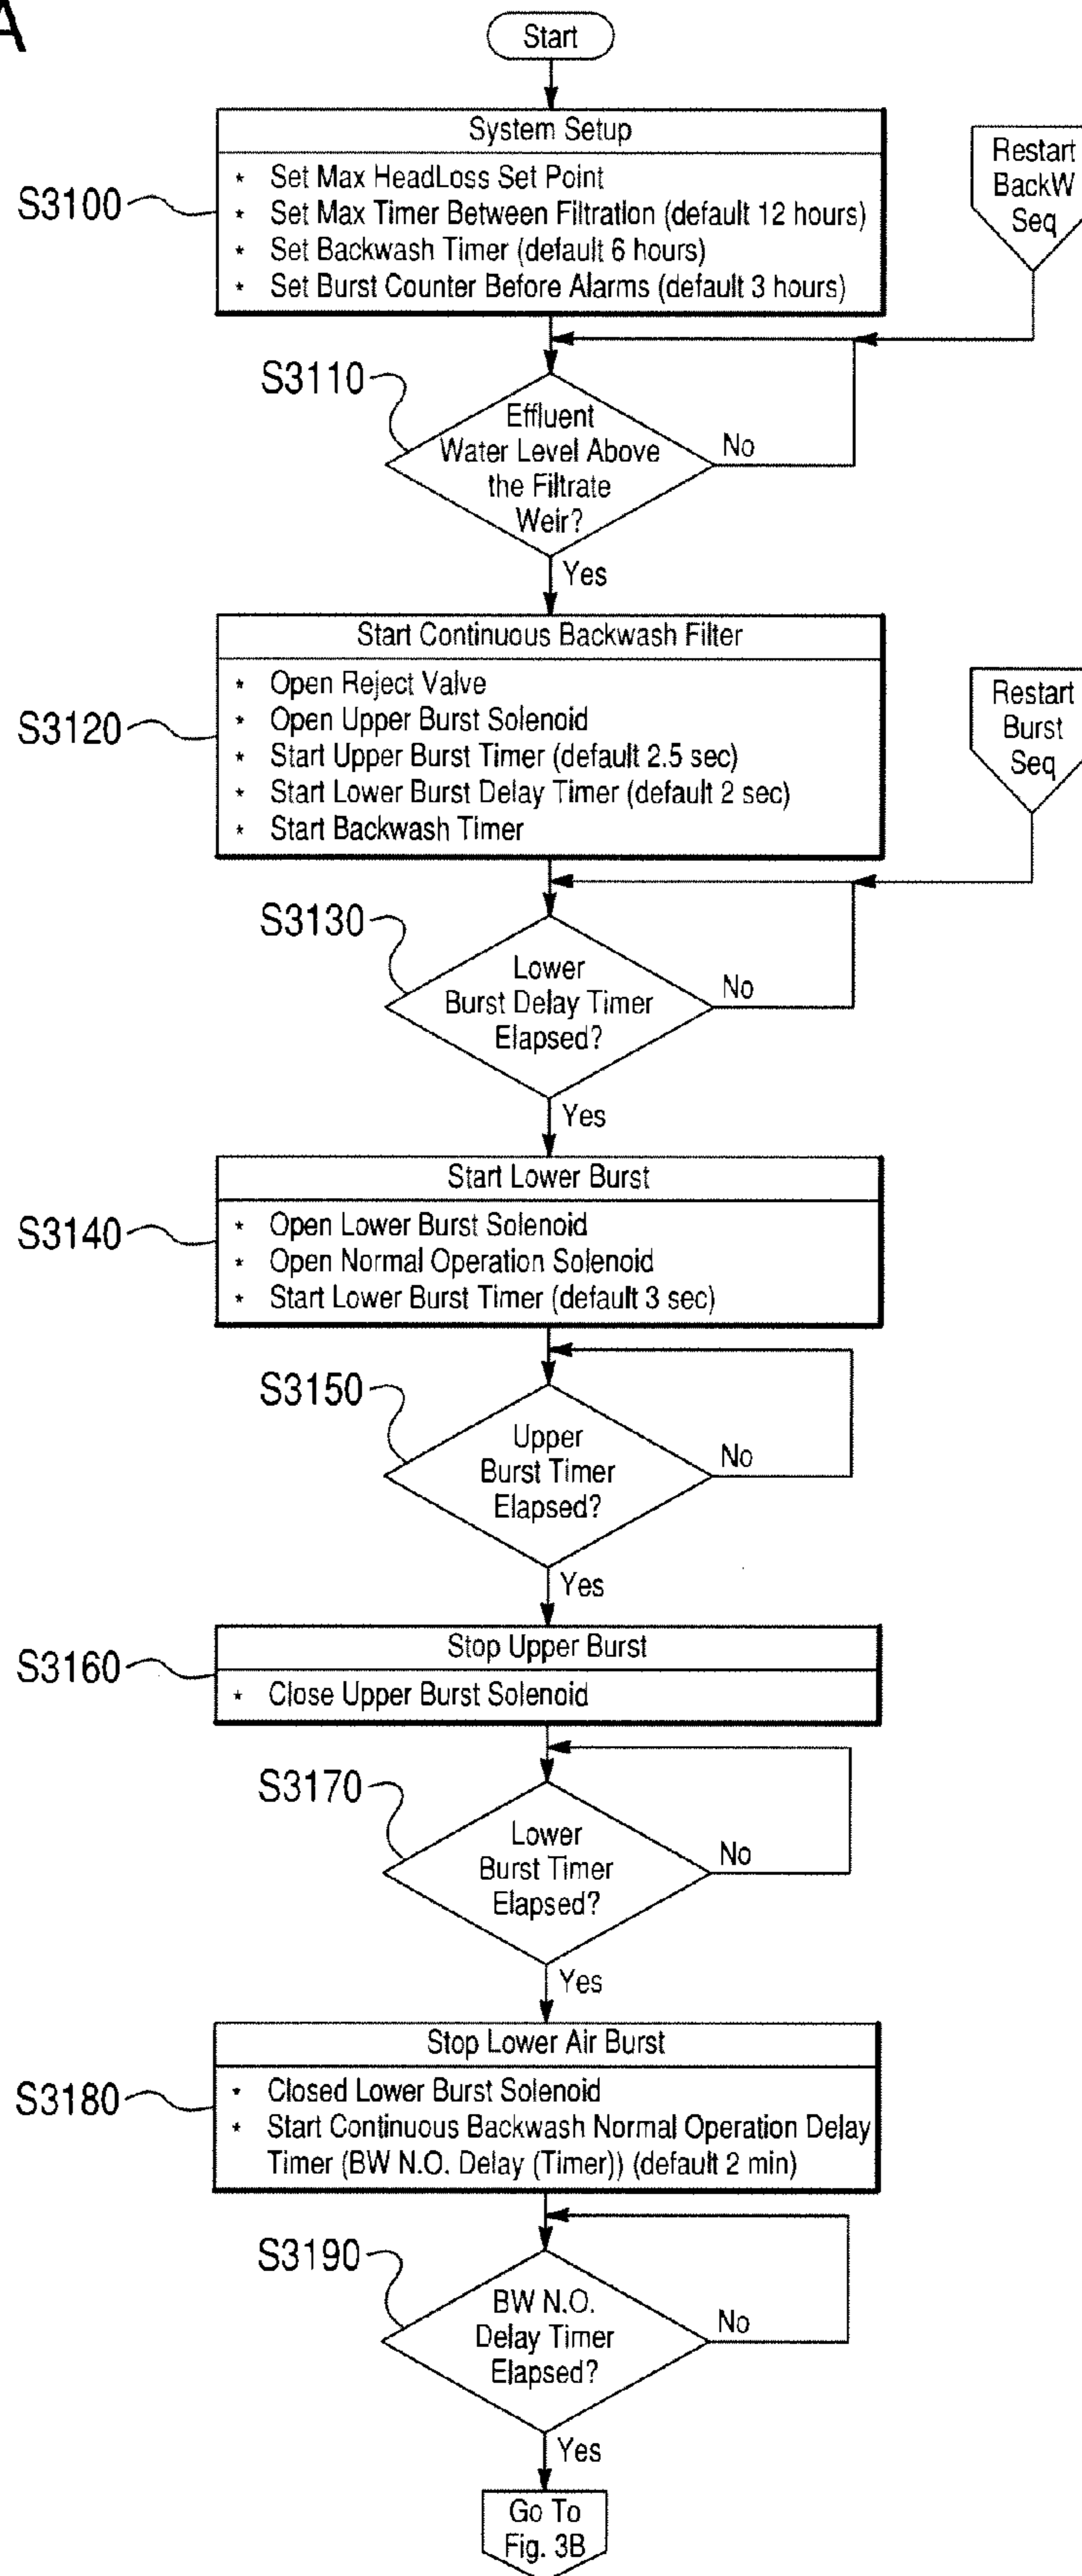 A
Start
System Setup
* Set Max HeadLoss Set Point
* Set Max Timer Between Filtration (default 12 hours)
* Set Backwash Timer (default 6 hours)
* Set Burst Counter Before Alarms (default 3 hours)
S3100
Restart
BackW
Seq
S3110
Effluent
Water Level Above
the Filtrate
Weir?
No
Yes
Start Continuous Backwash Filter
* Open Reject Valve
* Open Upper Burst Solenoid
* Start Upper Burst Timer (default 2.5 sec)
* Start Lower Burst Delay Timer (default 2 sec)
* Start Backwash Timer
S3120
Restart
Burst
Seq
S3130
Lower
Burst Delay Timer
Elapsed?
No
Yes
Start Lower Burst
* Open Lower Burst Solenoid
* Open Normal Operation Solenoid
* Start Lower Burst Timer (default 3 sec)
S3140
S3150
Upper
Burst Timer
Elapsed?
No
Yes
Stop Upper Burst
* Close Upper Burst Solenoid
S3160
S3170
Lower
Burst Timer
Elapsed?
No
Yes
Stop Lower Air Burst
* Closed Lower Burst Solenoid
* Start Continuous Backwash Normal Operation Delay
Timer (BW N.O. Delay (Timer)) (default 2 min)
S3180
S3190
BW N.O.
Delay Timer
Elapsed?
No
Yes
Go To
Fig. 3B